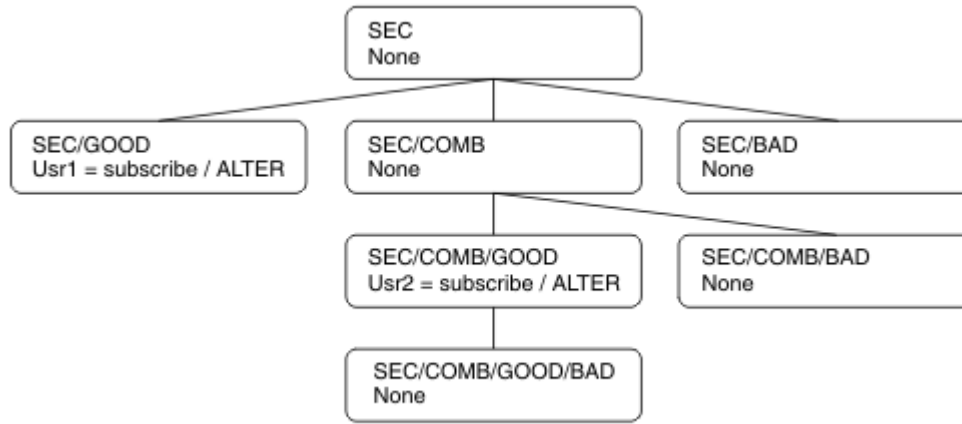 SEC
None
SEC/GOOD
Usr1 = subscribe / ALTER
SEC/COMB
None
SEC/BAD
None
SEC/COMB/GOOD
Usr2 = subscribe / ALTER
SEC/COMB/BAD
None
SEC/COMB/GOOD/BAD
None